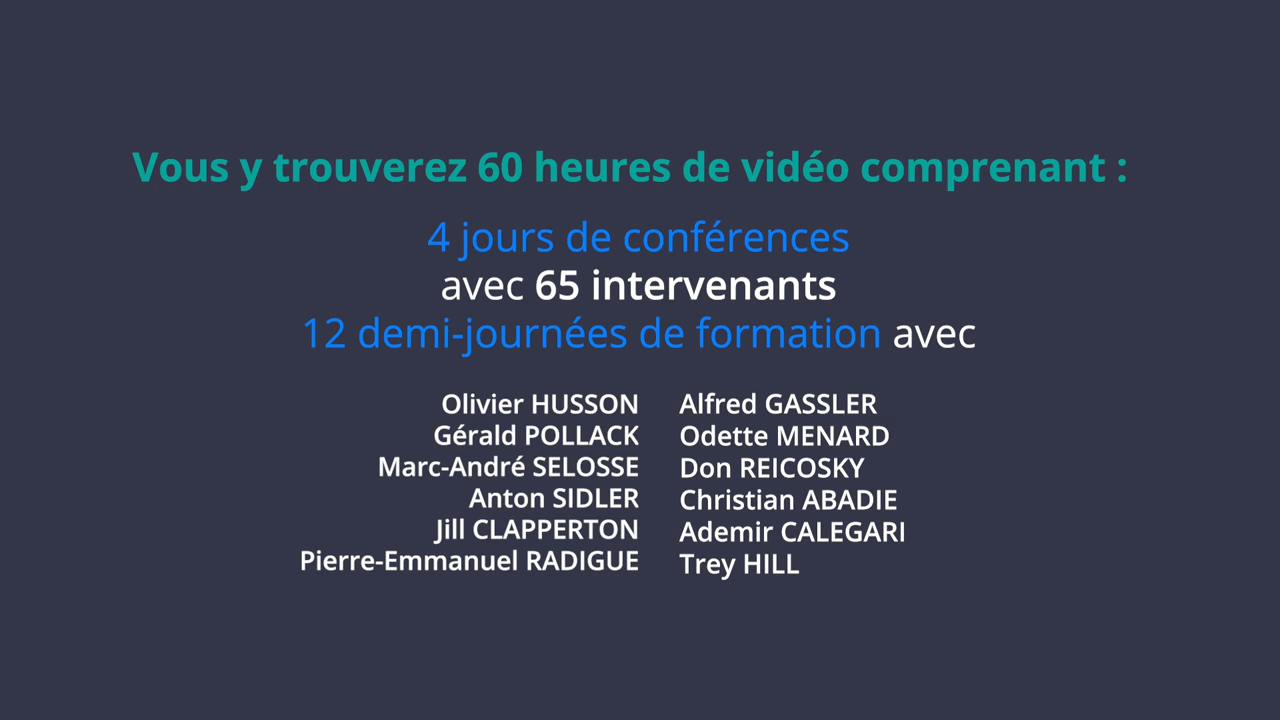 Vous y trouverez 60 heures de vidéo comprenant :
4 jours de conférences
avec 65 intervenants
12 demi-journées de formation avec
Olivier HUSSON
Gérald POLLACK
Marc-André SELOSSE
Anton SIDLER
Jill CLAPPERTON
Pierre-Emmanuel RADIGUE
Alfred GASSLER
Odette MENARD
Don REICOSKY
Christian ABADIE
Ademir CALEGARI
Trey HILL